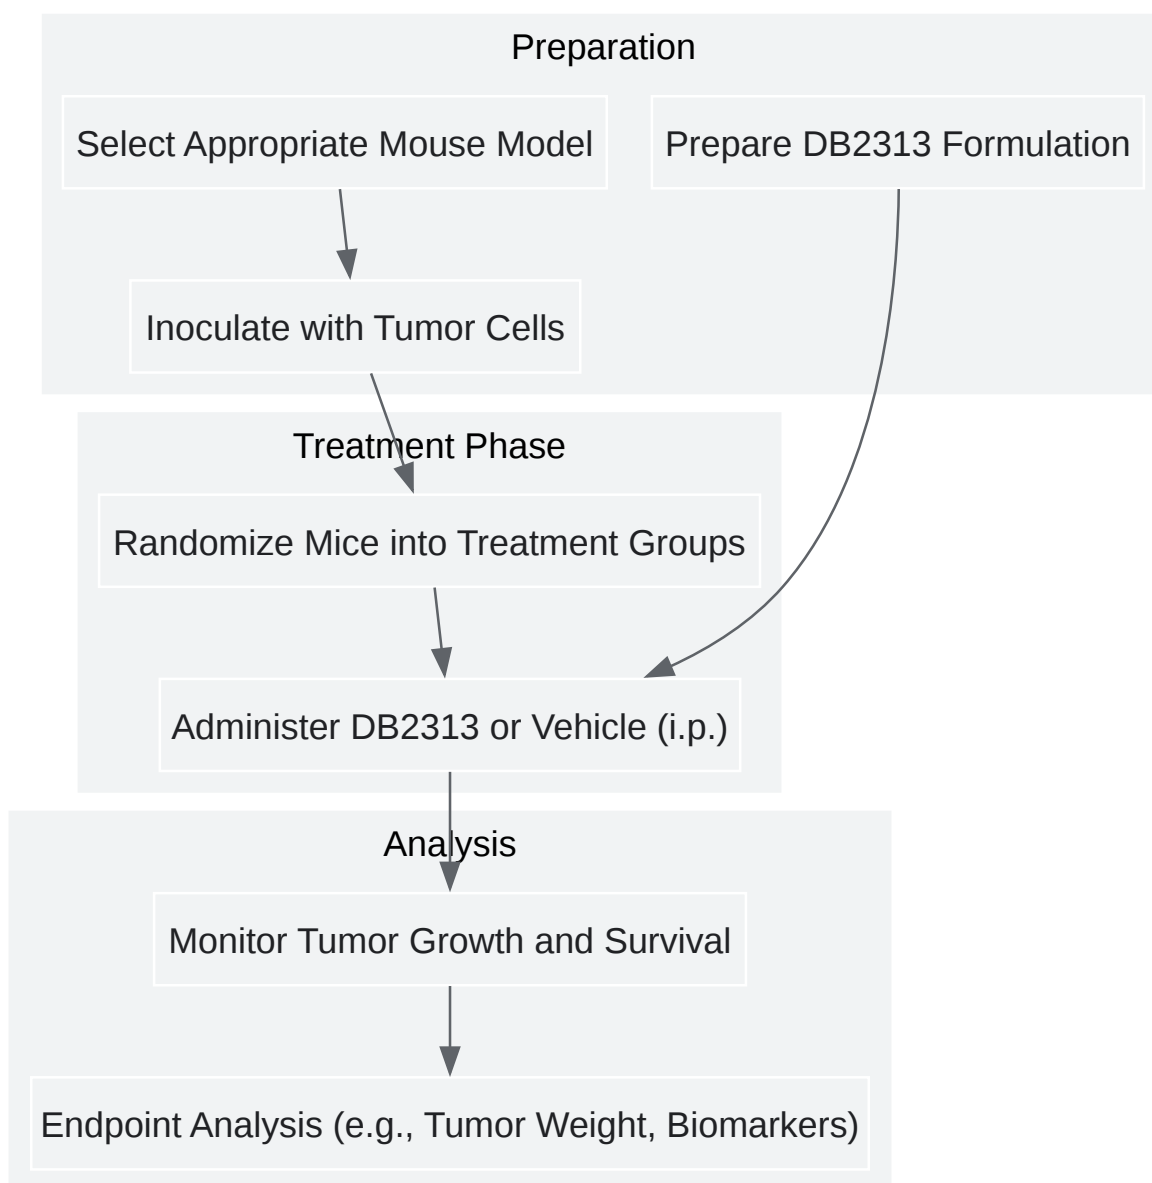 Preparation
Select Appropriate Mouse Model
Prepare DB2313 Formulation
Inoculate with Tumor Cells
Treatment Phase
Randomize Mice into Treatment Groups
Administer DB2313 or Vehicle (i.p.)
Analysis
Monitor Tumor Growth and Survival
Endpoint Analysis (e.g., Tumor Weight, Biomarkers)